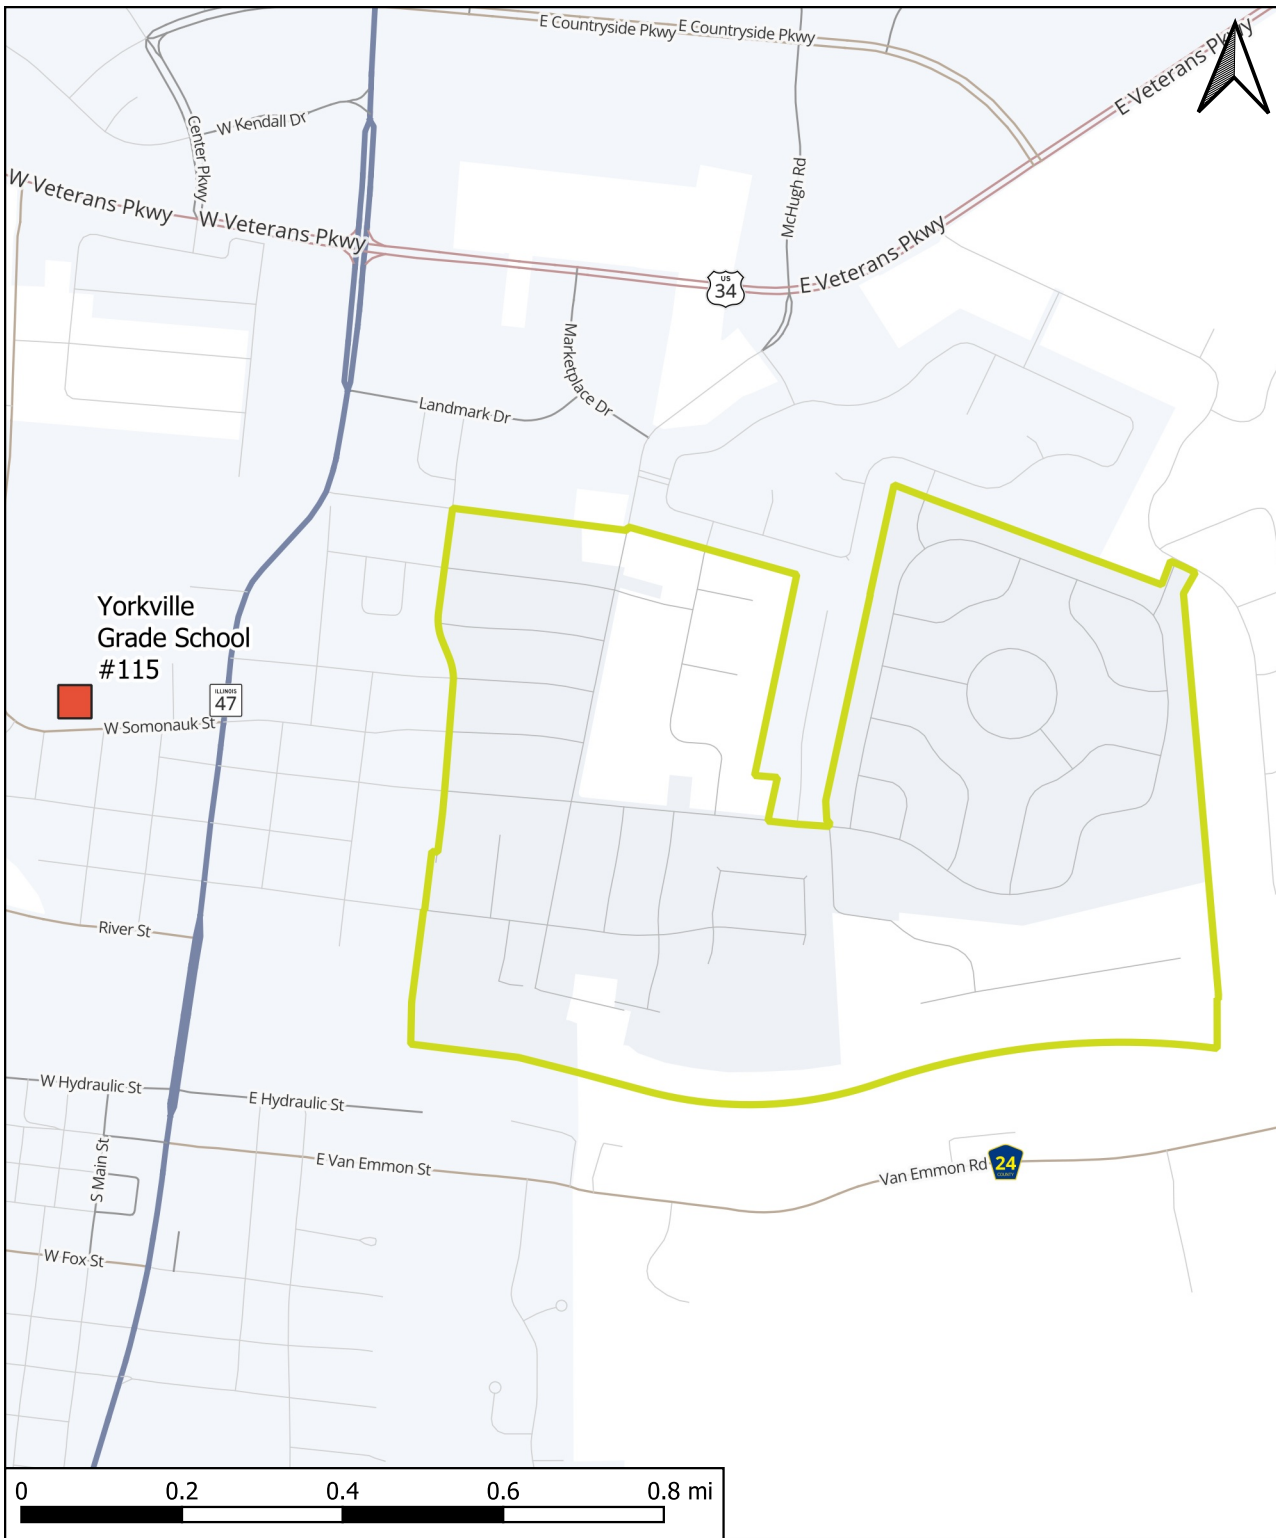 E Countryside Pkwy
E Countryside Pkwy
E Veterans Pkwy
Center Pkwy
W Kendall Dr
McHugh Rd
W Veterans Pkwy
W Veterans Pkwy
E Veterans Pkwy
US
34
Marketplace Dr
Landmark Dr
Yorkville
Grade School
#115
ILLINOIS
47
W Somonauk St
River St
W Hydraulic St
E Hydraulic St
S Main St
E Van Emmon St
Van Emmon Rd
24
COUNTY
W Fox St
0 0.2 0.4 0.6 0.8 mi